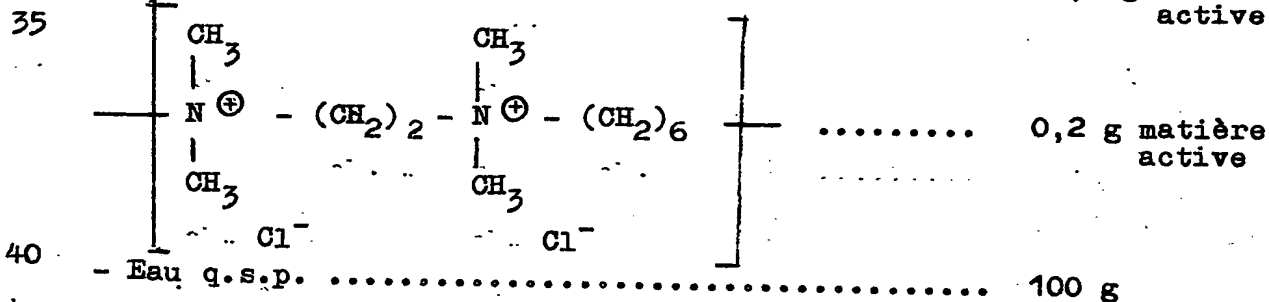 35
active
CH3 CH3
N ⊕ - (CH2)2 - N ⊕ - (CH2)6 ......... 0,2 g matière
active
CH3 CH3
Cl⁻ Cl⁻
40
- Eau q.s.p. .................................... 100 g